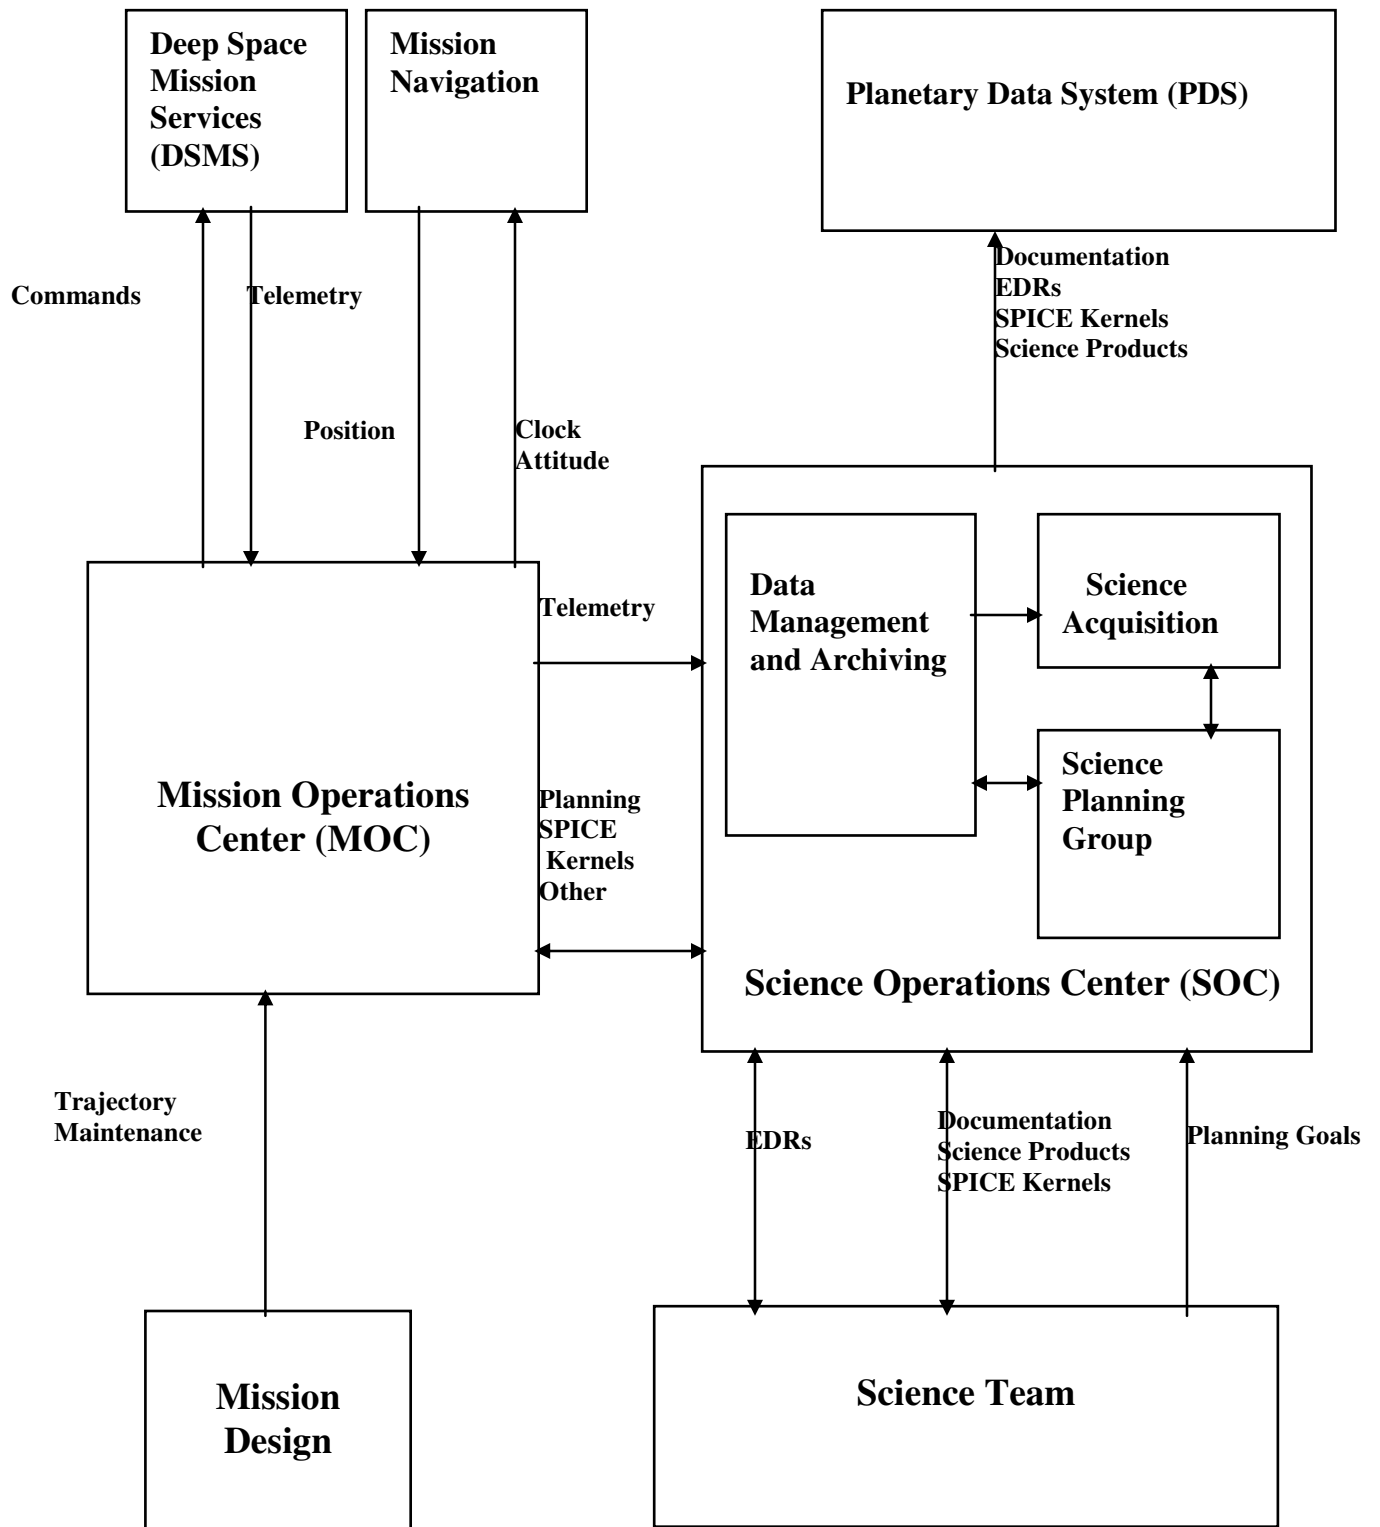 Deep Space
Mission
Services
(DSMS)
Mission
Navigation
Planetary Data System (PDS)
Documentation
EDRs
SPICE Kernels
Science Products
Commands
Telemetry
Position
Clock
Attitude
Telemetry
Data
Management
and Archiving
Science
Acquisition
Science
Planning
Group
Mission Operations
Center (MOC)
Planning
SPICE
Kernels
Other
Science Operations Center (SOC)
Trajectory
Maintenance
EDRs
Documentation
Science Products
SPICE Kernels
Planning Goals
Mission
Design
Science Team